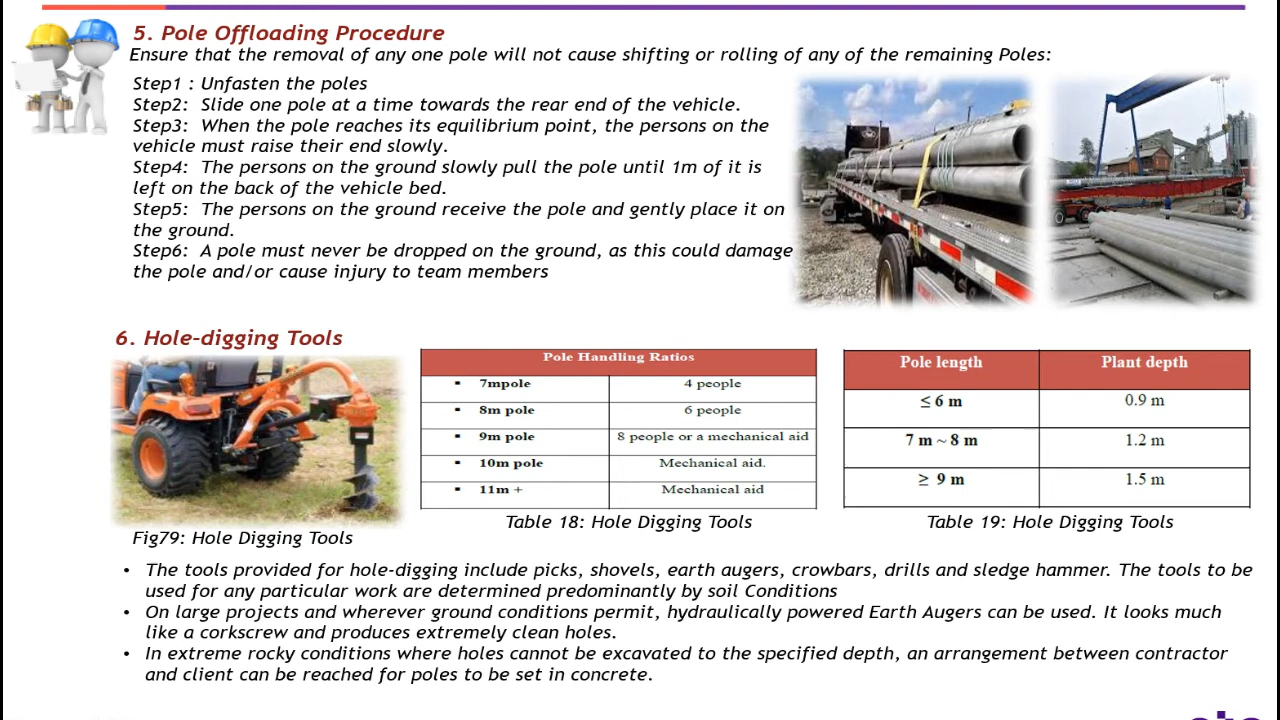 5. Pole Offloading Procedure
Ensure that the removal of any one pole will not cause shifting or rolling of any of the remaining Poles:
Step1 : Unfasten the poles
Step2: Slide one pole at a time towards the rear end of the vehicle.
Step3: When the pole reaches its equilibrium point, the persons on the
vehicle must raise their end slowly.
Step4: The persons on the ground slowly pull the pole until 1m of it is
left on the back of the vehicle bed.
Step5: The persons on the ground receive the pole and gently place it on
the ground.
Step6: A pole must never be dropped on the ground, as this could damage
the pole and/or cause injury to team members
6. Hole-digging Tools
Pole Handling Ratios
▪ 7mpole 4 people
▪ 8m pole 6 people
▪ 9m pole 8 people or a mechanical aid
▪ 10m pole Mechanical aid.
▪ 11m + Mechanical aid
Table 18: Hole Digging Tools
Pole length Plant depth
≤ 6 m 0.9 m
7 m ~ 8 m 1.2 m
≥ 9 m 1.5 m
Table 19: Hole Digging Tools
Fig79: Hole Digging Tools
• The tools provided for hole-digging include picks, shovels, earth augers, crowbars, drills and sledge hammer. The tools to be
used for any particular work are determined predominantly by soil Conditions
• On large projects and wherever ground conditions permit, hydraulically powered Earth Augers can be used. It looks much
like a corkscrew and produces extremely clean holes.
• In extreme rocky conditions where holes cannot be excavated to the specified depth, an arrangement between contractor
and client can be reached for poles to be set in concrete.